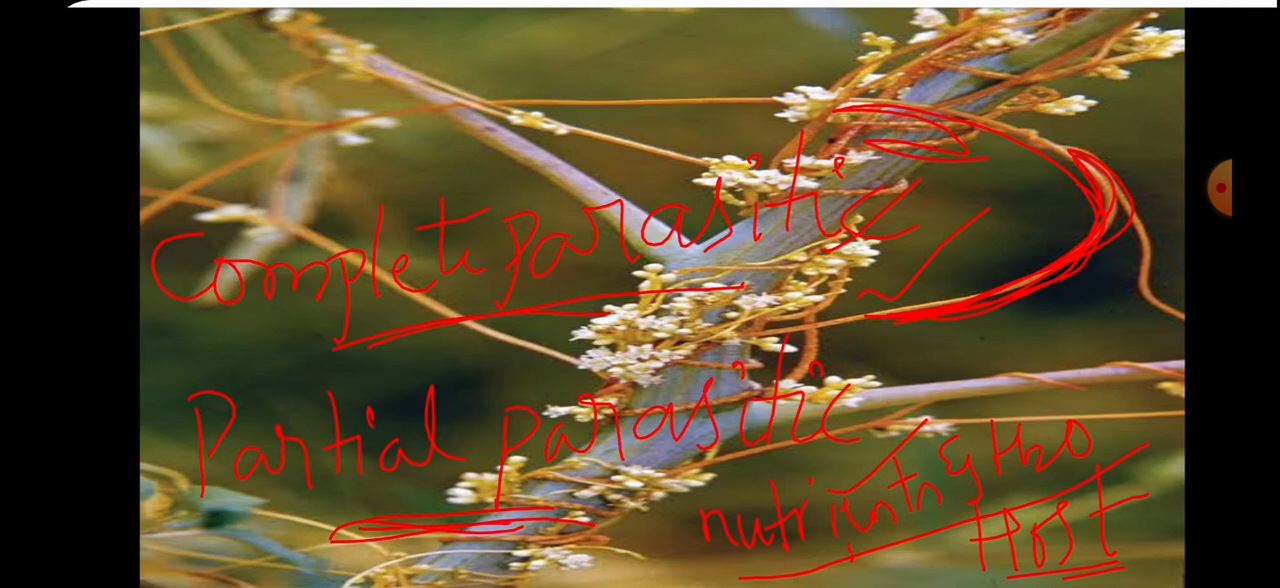 Complete parasitic
Partial parasitic
nutrients & H2O
Host